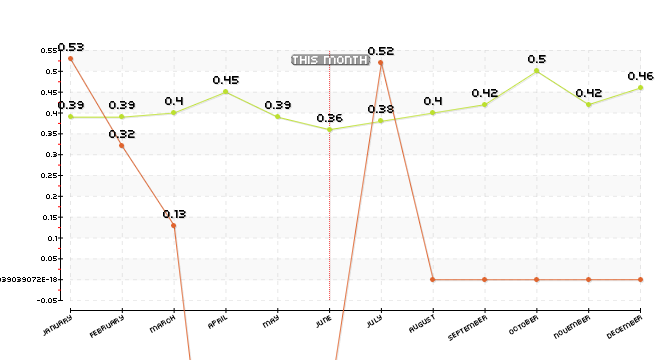 THIS MONTH
0.53
0.52
0.5
0.46
0.45
0.42
0.42
0.39
0.39
0.4
0.39
0.36
0.38
0.4
0.32
0.13
0.55
0.5
0.45
0.4
0.35
0.3
0.25
0.2
0.15
0.1
0.05
39039072E-18
-0.05
JANUARY
FEBRUARY
MARCH
APRIL
MAY
JUNE
JULY
AUGUST
SEPTEMBER
OCTOBER
NOVEMBER
DECEMBER